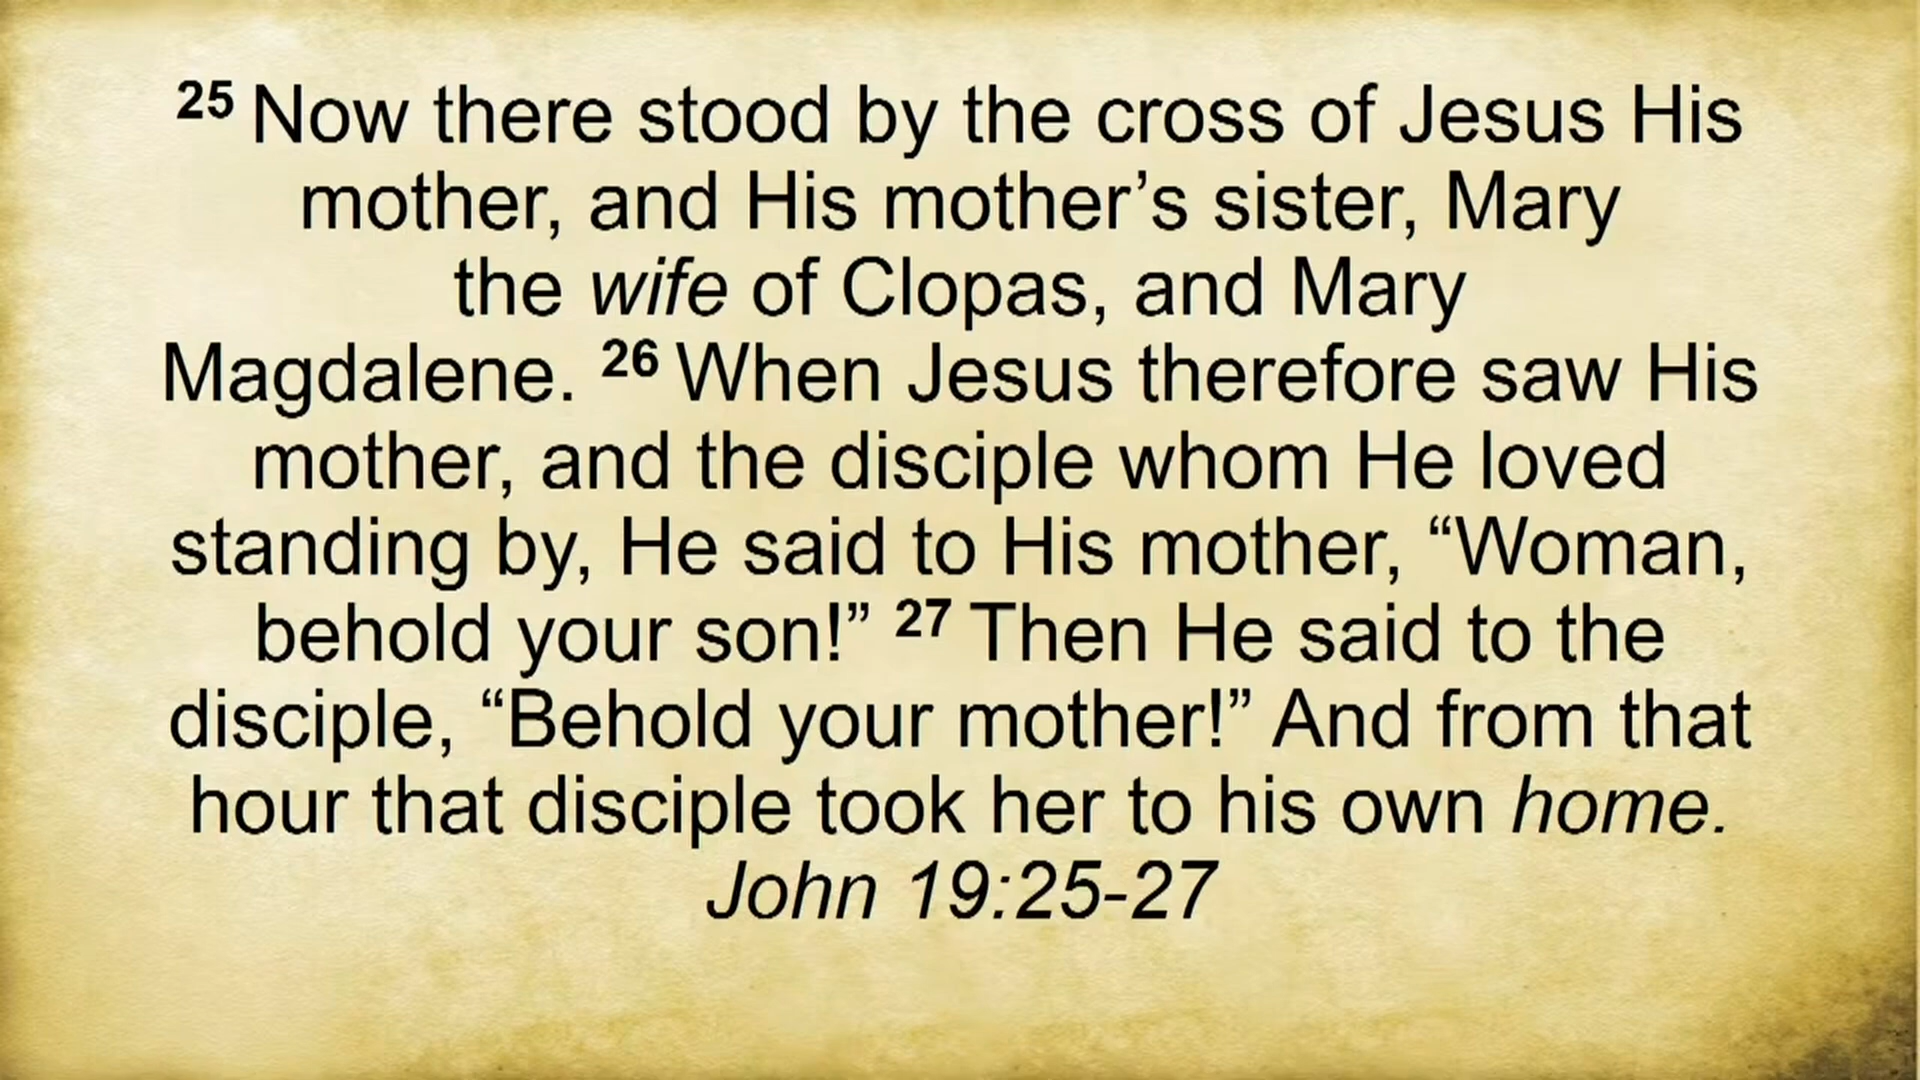 25 Now there stood by the cross of Jesus His
mother, and His mother’s sister, Mary
the wife of Clopas, and Mary
Magdalene. 26 When Jesus therefore saw His
mother, and the disciple whom He loved
standing by, He said to His mother, “Woman,
behold your son!” 27 Then He said to the
disciple, “Behold your mother!” And from that
hour that disciple took her to his own home.
John 19:25-27